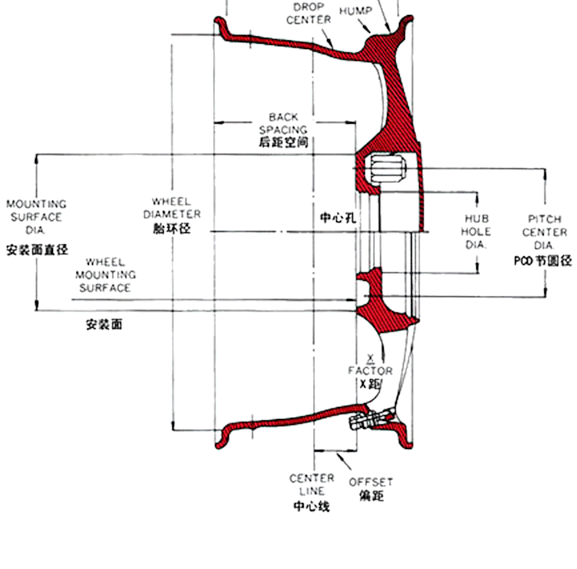 DROP
CENTER
HUMP
BACK
SPACING
后距空间
MOUNTING
SURFACE
DIA.
安装面直径
WHEEL
DIAMETER
胎环径
中心孔
HUB
HOLE
DIA.
PITCH
CENTER
DIA.
PCD节圆径
WHEEL
MOUNTING
SURFACE
安装面
X
FACTOR
X距
CENTER
LINE
中心线
OFFSET
偏距